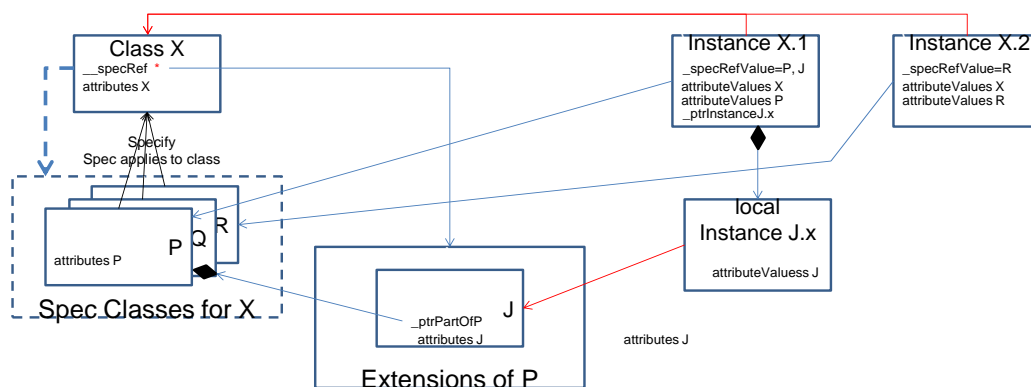 Class X
__specRef *
attributes X
Instance X.1
_specRefValue=P, J
attributeValues X
attributeValues P
_ptrInstanceJ.x
Instance X.2
_specRefValue=R
attributeValues X
attributeValues R
Specify
Spec applies to class
R
Q
P
attributes P
Spec Classes for X
local
Instance J.x
attributeValuess J
J
_ptrPartOfP
attributes J
Extensions of P
attributes J